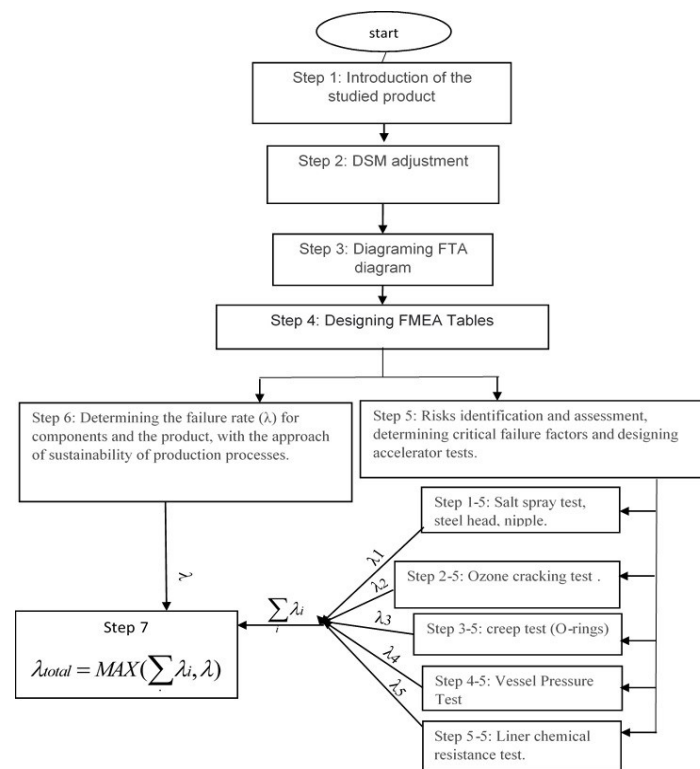 start
Step 1: Introduction of the
studied product
Step 2: DSM adjustment
Step 3: Diagraming FTA
diagram
Step 4: Designing FMEA Tables
Step 6: Determining the failure rate (λ) for
components and the product, with the approach
of sustainability of production processes.
Step 5: Risks identification and assessment,
determining critical failure factors and designing
accelerator tests.
Step 1-5: Salt spray test,
steel head, nipple.
Step 2-5: Ozone cracking test .
Step 3-5: creep test (O-rings)
Step 4-5: Vessel Pressure
Test
Step 5-5: Liner chemical
resistance test.
λ1
λ2
λ3
λ4
λ5
∑λi
λ
Step 7
λtotal = MAX(∑λi, λ)